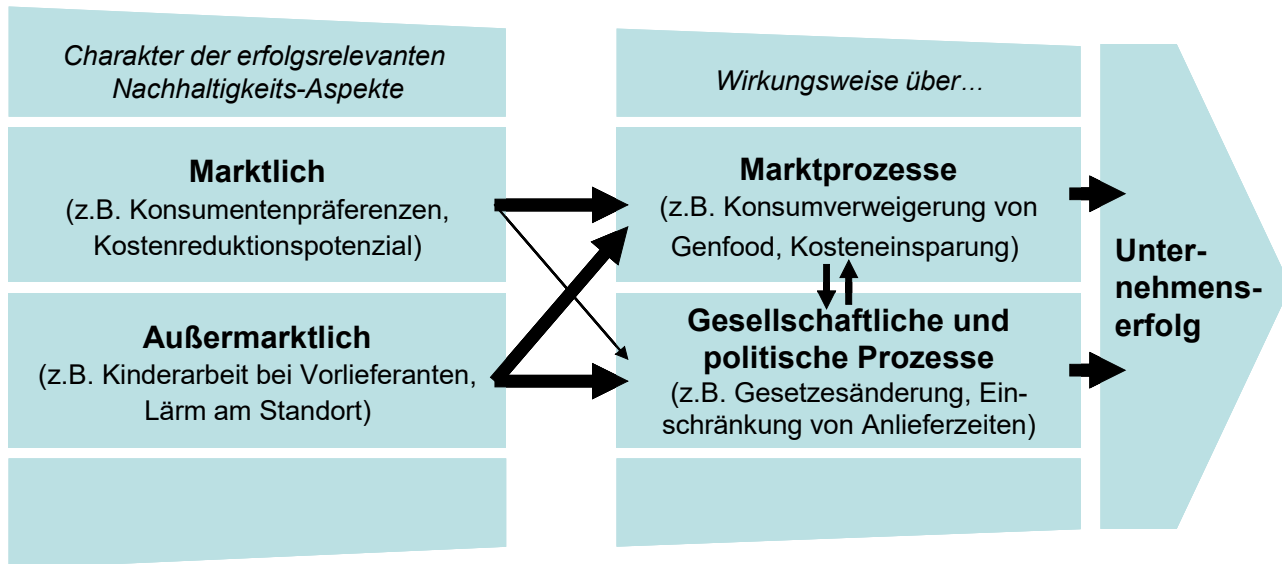 Charakter der erfolgsrelevanten
Nachhaltigkeits-Aspekte
Wirkungsweise über…
Marktlich
(z.B. Konsumentenpräferenzen,
Kostenreduktionspotenzial)
Marktprozesse
(z.B. Konsumverweigerung von
Genfood, Kosteneinsparung)
Außermarktlich
(z.B. Kinderarbeit bei Vorlieferanten,
Lärm am Standort)
Gesellschaftliche und
politische Prozesse
(z.B. Gesetzesänderung, Ein-
schränkung von Anlieferzeiten)
Unter-
nehmens-
erfolg